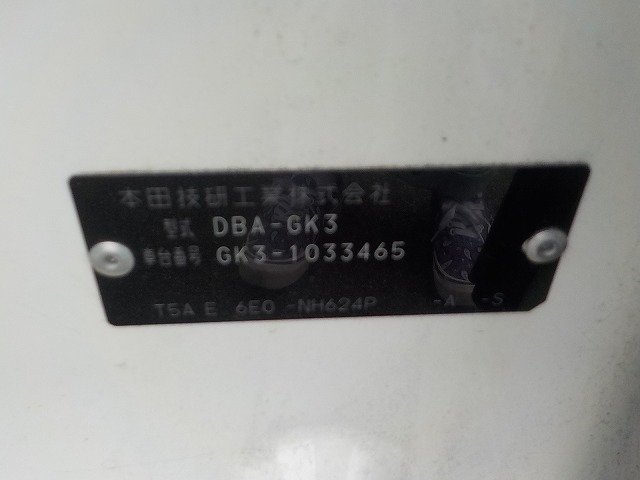 本田技研工業株式会社
型式 DBA-GK3
車台番号 GK3-1033465
T5A E 6E0 -NH624P -A -S